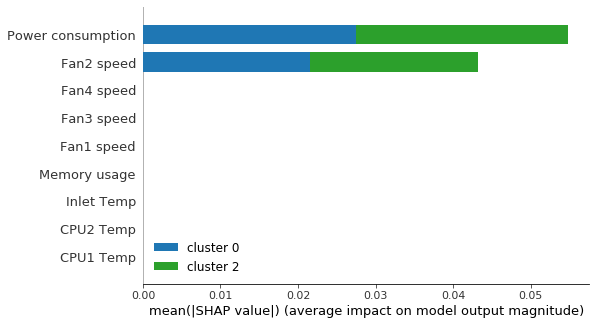 Power consumption
Fan2 speed
Fan4 speed
Fan3 speed
Fan1 speed
Memory usage
Inlet Temp
CPU2 Temp
CPU1 Temp
cluster 0
cluster 2
0.00 0.01 0.02 0.03 0.04 0.05
mean(|SHAP value|) (average impact on model output magnitude)